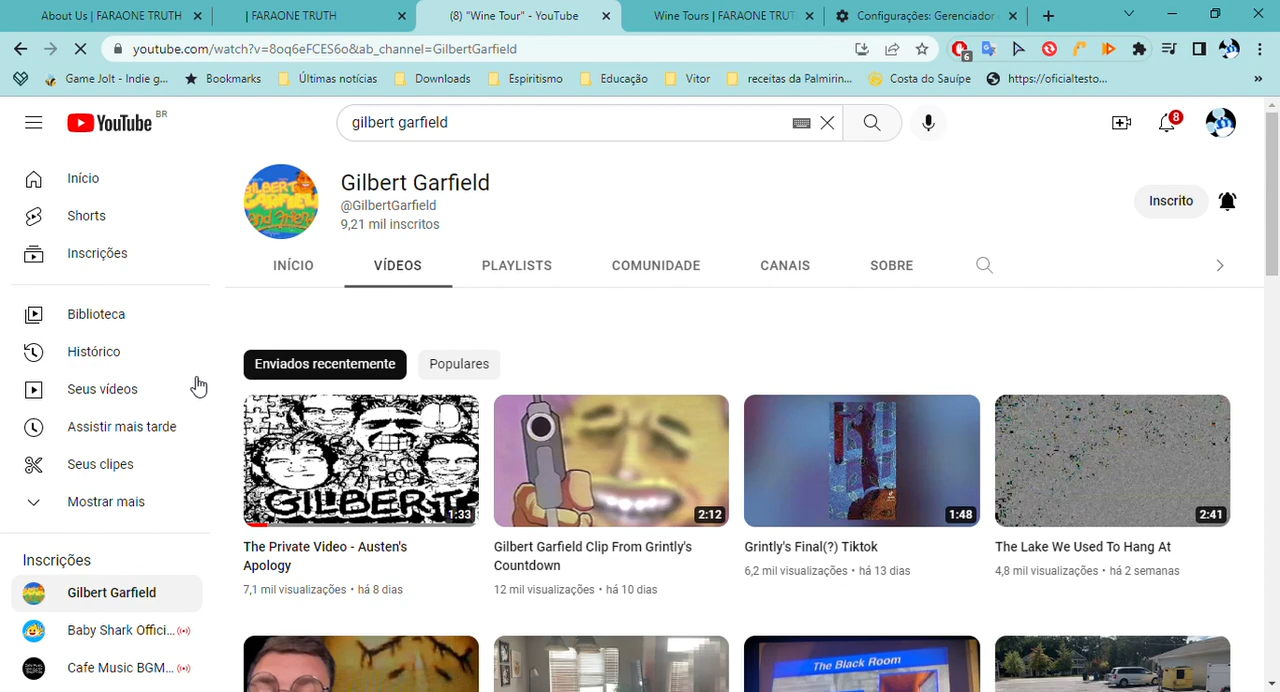 About Us | FARAONE TRUTH
| FARAONE TRUTH
(8) "Wine Tour" - YouTube
Wine Tours | FARAONE TRUT
Configurações: Gerenciador
youtube.com/watch?v=8oq6eFCES6o&ab_channel=GilbertGarfield
6
Game Jolt - Indie g...
Bookmarks
Últimas notícias
Downloads
Espiritismo
Educação
Vitor
receitas da Palmirin...
Costa do Sauípe
https://oficialtesto...
»
YouTube BR
gilbert garfield
8
Início
Shorts
Inscrições
Biblioteca
Histórico
Seus vídeos
Assistir mais tarde
Seus clipes
Mostrar mais
Inscrições
Gilbert Garfield
Baby Shark Offici...
Cafe Music BGM...
GILBERT
GARFIELD
and Friends
Gilbert Garfield
@GilbertGarfield
9,21 mil inscritos
Inscrito
INÍCIO
VÍDEOS
PLAYLISTS
COMUNIDADE
CANAIS
SOBRE
Enviados recentemente
Populares
GILBERT
1:33
The Private Video - Austen's
Apology
7,1 mil visualizações • há 8 dias
2:12
Gilbert Garfield Clip From Grintly's
Countdown
12 mil visualizações • há 10 dias
1:48
Grintly's Final(?) Tiktok
6,2 mil visualizações • há 13 dias
2:41
The Lake We Used To Hang At
4,8 mil visualizações • há 2 semanas
The Black Room